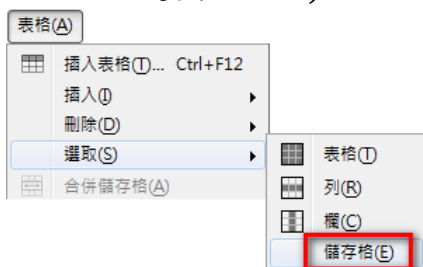 表格(A)
插入表格(T)... Ctrl+F12
插入(I)
刪除(D)
選取(S)
合併儲存格(A)
表格(T)
列(R)
欄(C)
儲存格(E)